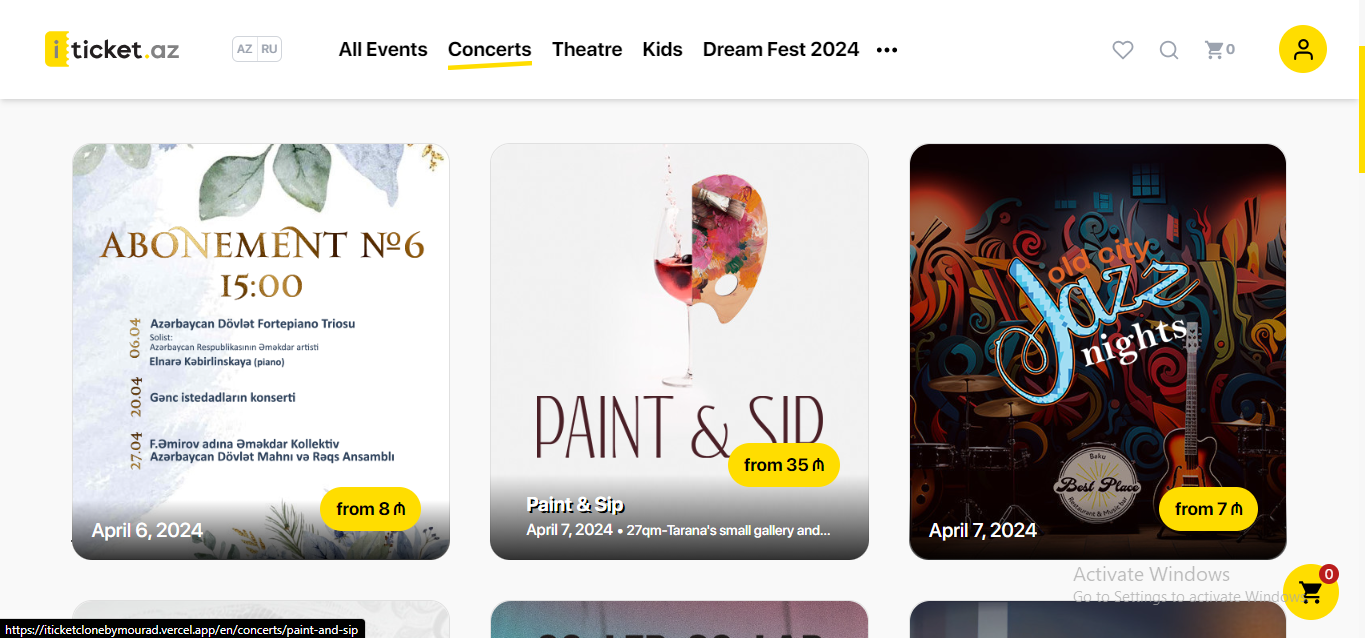 iticket.az
AZ RU
All Events Concerts Theatre Kids Dream Fest 2024 •••
0
ABONEMENT №6
15:00
06.04
Azərbaycan Dövlət Fortepiano Triosu
Solist:
Azərbaycan Respublikasının Əməkdar artisti
Elnarə Kəbirlinskaya (piano)
20.04
Gənc istedadların konserti
27.04
F.Əmirov adına Əməkdar Kollektiv
Azərbaycan Dövlət Mahnı və Rəqs Ansamblı
from 8 ₼
April 6, 2024
PAINT & SIP
from 35 ₼
Paint & Sip
April 7, 2024 • 27qm-Tarana's small gallery and...
old city
Jazz
nights
Baku
Best Place
Restaurant & Music bar
from 7 ₼
April 7, 2024
Activate Windows
Go to Settings to activate Windows
0
https://iticketclonebymourad.vercel.app/en/concerts/paint-and-sip